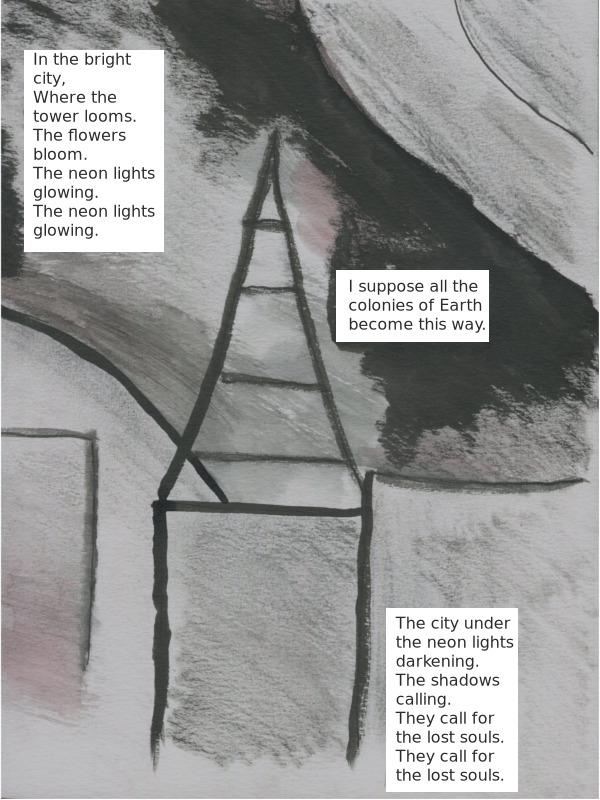 In the bright
city,
Where the
tower looms.
The flowers
bloom.
The neon lights
glowing.
The neon lights
glowing.
I suppose all the
colonies of Earth
become this way.
The city under
the neon lights
darkening.
The shadows
calling.
They call for
the lost souls.
They call for
the lost souls.